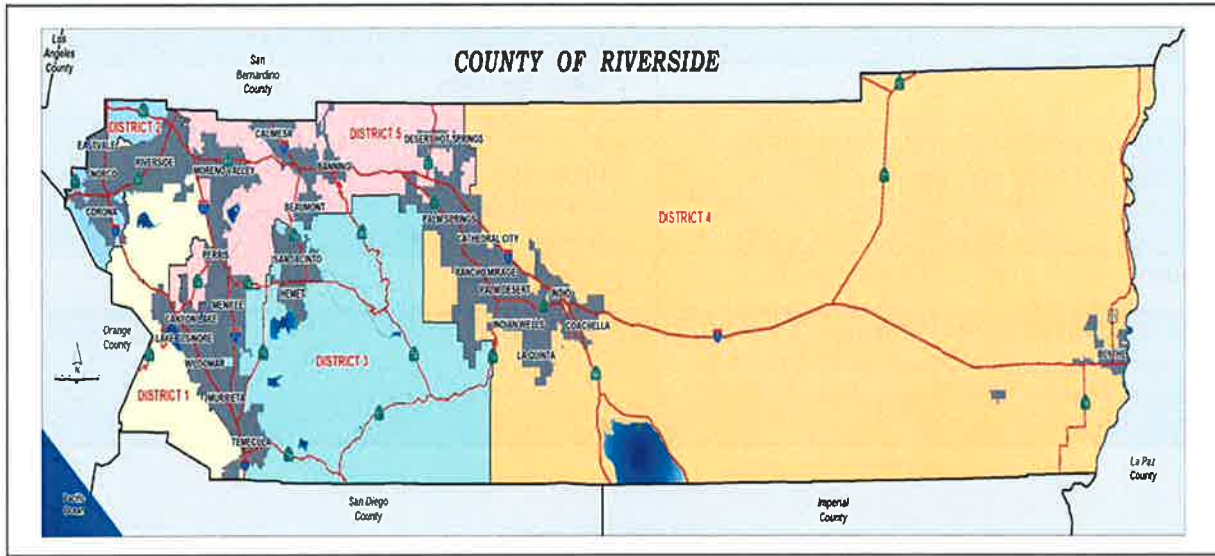 Los
Angeles
County
San
Bernardino
County
COUNTY OF RIVERSIDE
DISTRICT 2
EASTVALE
NORCO
RIVERSIDE
CORONA
MORENO VALLEY
CALIMESA
DISTRICT 5
DESERT HOT SPRINGS
BANNING
BEAUMONT
PALM SPRINGS
DISTRICT 4
CATHEDRAL CITY
PERRIS
SAN JACINTO
RANCHO MIRAGE
HEMET
MENIFEE
PALM DESERT
INDIO
CANYON LAKE
INDIAN WELLS
COACHELLA
Orange
County
LAKE ELSINORE
LA QUINTA
BLYTHE
WILDOMAR
DISTRICT 3
DISTRICT 1
MURRIETA
TEMECULA
N
La Paz
County
Pacific
Ocean
San Diego
County
Imperial
County